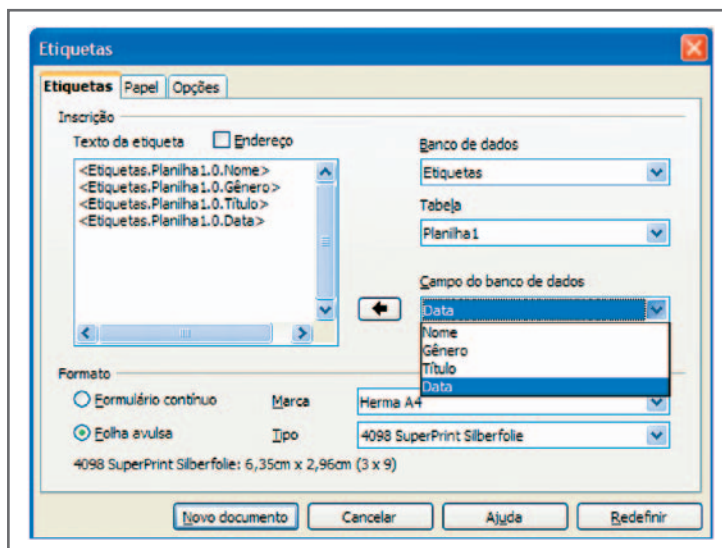 Etiquetas
Etiquetas Papel Opções
Inscrição
Texto da etiqueta Endereço
<Etiquetas.Planilha1.0.Nome>
<Etiquetas.Planilha1.0.Gênero>
<Etiquetas.Planilha1.0.Título>
<Etiquetas.Planilha1.0.Data>
Banco de dados
Etiquetas
Tabela
Planilha1
Campo do banco de dados
Data
Nome
Gênero
Título
Data
Formato
Formulário contínuo
Marca
Herma A4
Folha avulsa
Tipo
4098 SuperPrint Silberfolie
4098 SuperPrint Silberfolie: 6,35cm x 2,96cm (3 x 9)
Novo documento Cancelar Ajuda Redefinir